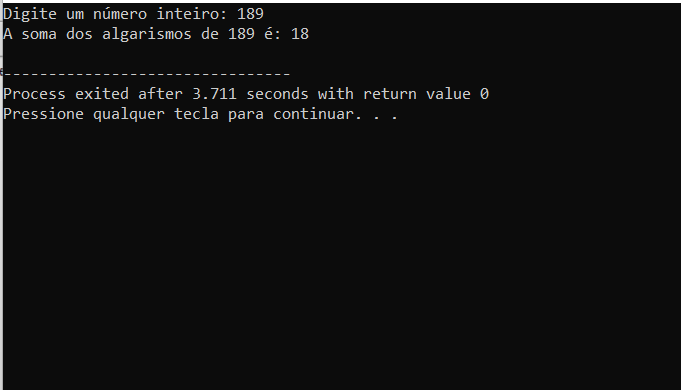 Digite um número inteiro: 189
A soma dos algarismos de 189 é: 18
--------------------------------
Process exited after 3.711 seconds with return value 0
Pressione qualquer tecla para continuar. . .